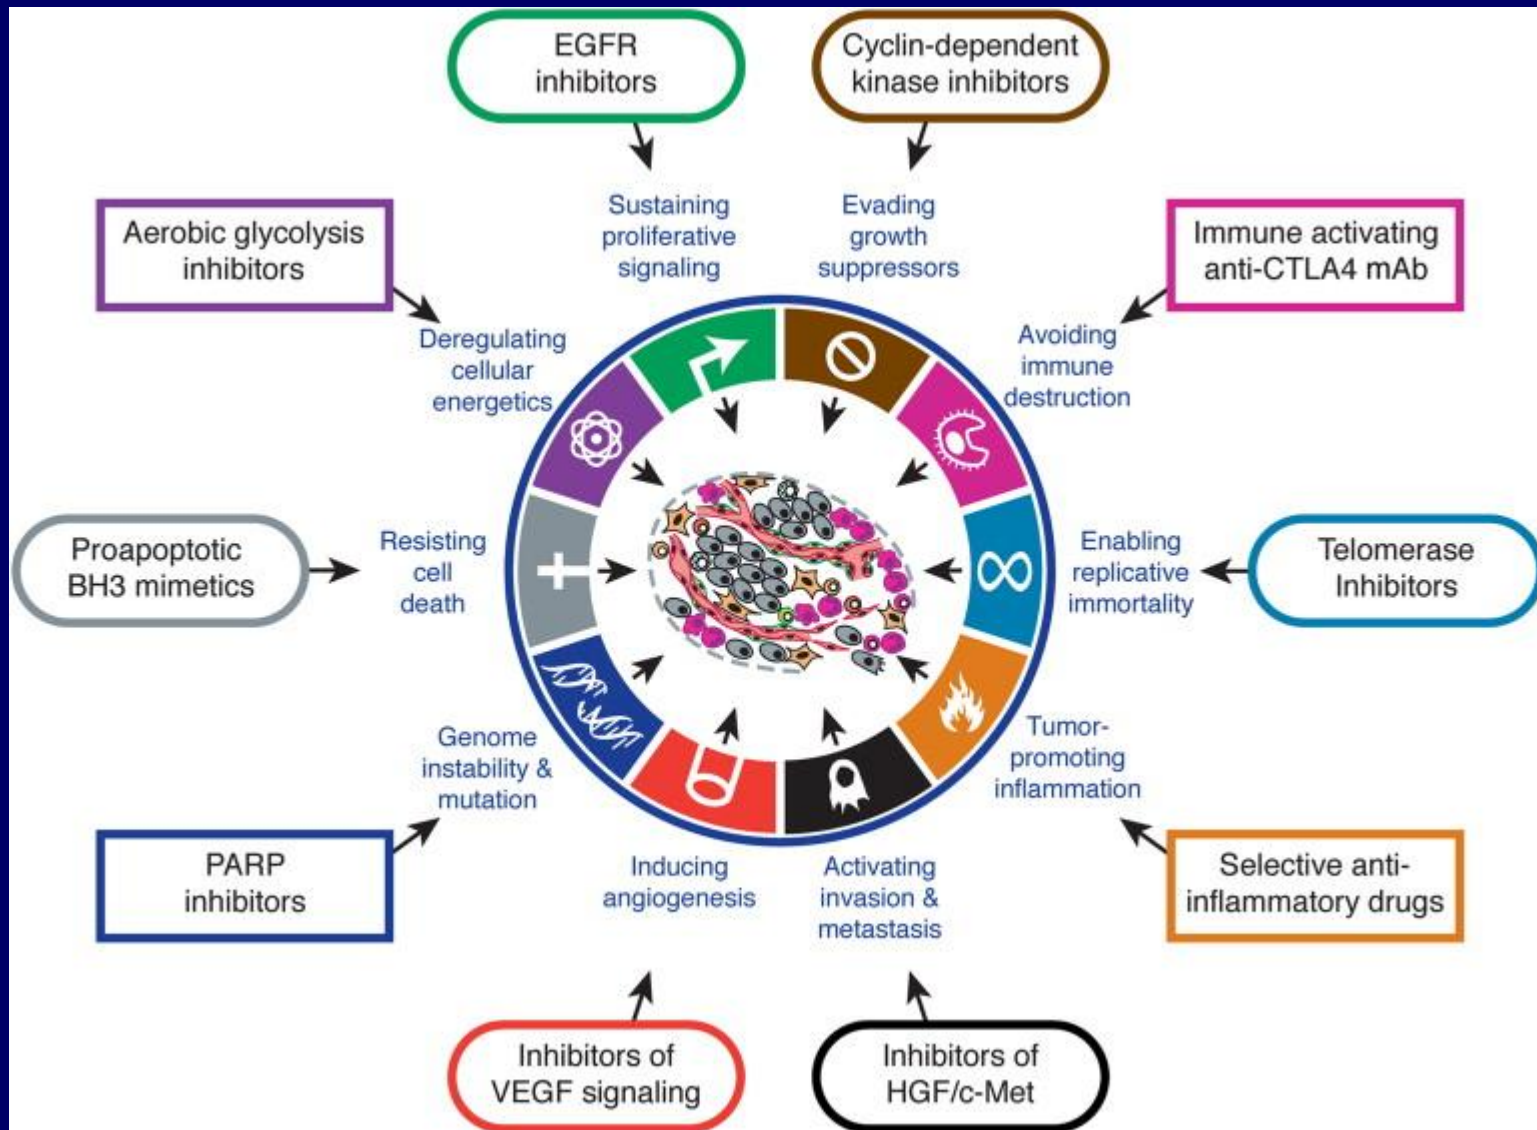 EGFR
inhibitors
Cyclin-dependent
kinase inhibitors
Sustaining
proliferative
signaling
Evading
growth
suppressors
Aerobic glycolysis
inhibitors
Immune activating
anti-CTLA4 mAb
Deregulating
cellular
energetics
Avoiding
immune
destruction
Proapoptotic
BH3 mimetics
Resisting
cell
death
Enabling
replicative
immortality
Telomerase
Inhibitors
Genome
instability &
mutation
Tumor-
promoting
inflammation
PARP
inhibitors
Inducing
angiogenesis
Activating
invasion &
metastasis
Selective anti-
inflammatory drugs
Inhibitors of
VEGF signaling
Inhibitors of
HGF/c-Met